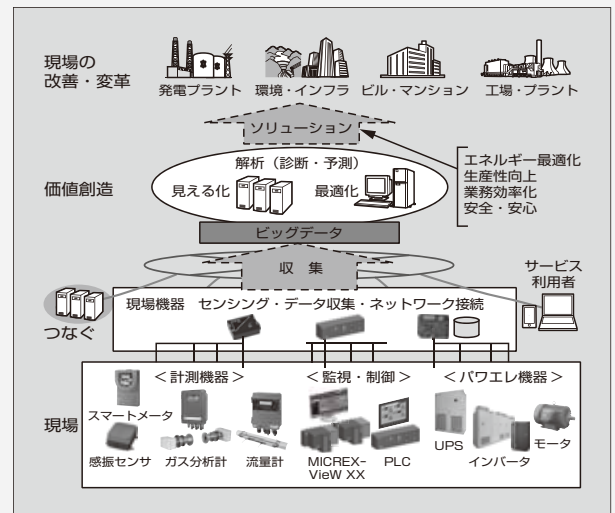 現場の
改善・変革
発電プラント
環境・インフラ
ビル・マンション
工場・プラント
ソリューション
エネルギー最適化
生産性向上
業務効率化
安全・安心
価値創造
解析（診断・予測）
見える化
最適化
ビッグデータ
収 集
サービス
利用者
つなぐ
現場機器 センシング・データ収集・ネットワーク接続
現場
＜計測機器＞
＜監視・制御＞
＜パワエレ機器＞
スマートメータ
感振センサ
ガス分析計
流量計
MICREX-
VieW XX
PLC
UPS
インバータ
モータ